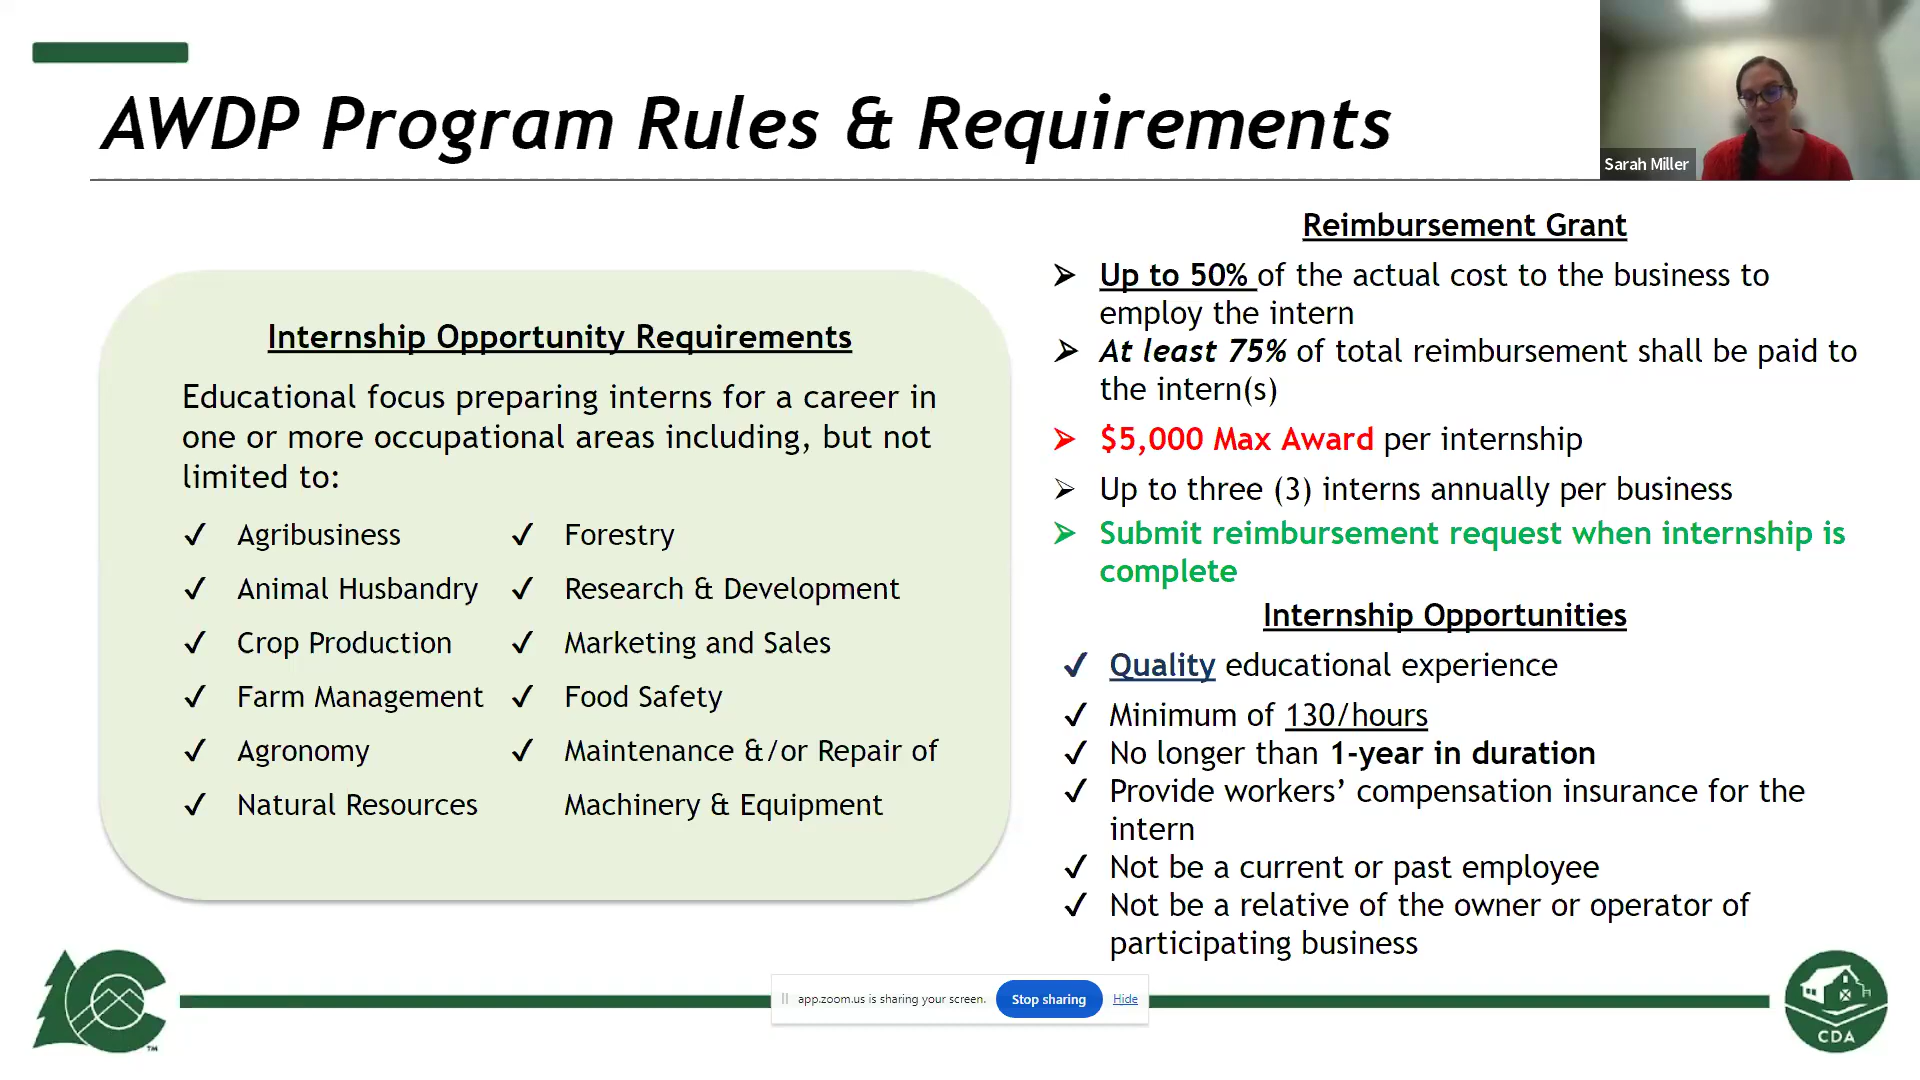 AWDP Program Rules & Requirements
Sarah Miller
Internship Opportunity Requirements
Educational focus preparing interns for a career in
one or more occupational areas including, but not
limited to:
✓ Agribusiness
✓ Animal Husbandry
✓ Crop Production
✓ Farm Management
✓ Agronomy
✓ Natural Resources
✓ Forestry
✓ Research & Development
✓ Marketing and Sales
✓ Food Safety
✓ Maintenance &/or Repair of
Machinery & Equipment
Reimbursement Grant
➢ Up to 50% of the actual cost to the business to
employ the intern
➢ At least 75% of total reimbursement shall be paid to
the intern(s)
➢ $5,000 Max Award per internship
➢ Up to three (3) interns annually per business
➢ Submit reimbursement request when internship is
complete
Internship Opportunities
✓ Quality educational experience
✓ Minimum of 130/hours
✓ No longer than 1-year in duration
✓ Provide workers’ compensation insurance for the
intern
✓ Not be a current or past employee
✓ Not be a relative of the owner or operator of
participating business
TM
app.zoom.us is sharing your screen. Stop sharing Hide
CDA